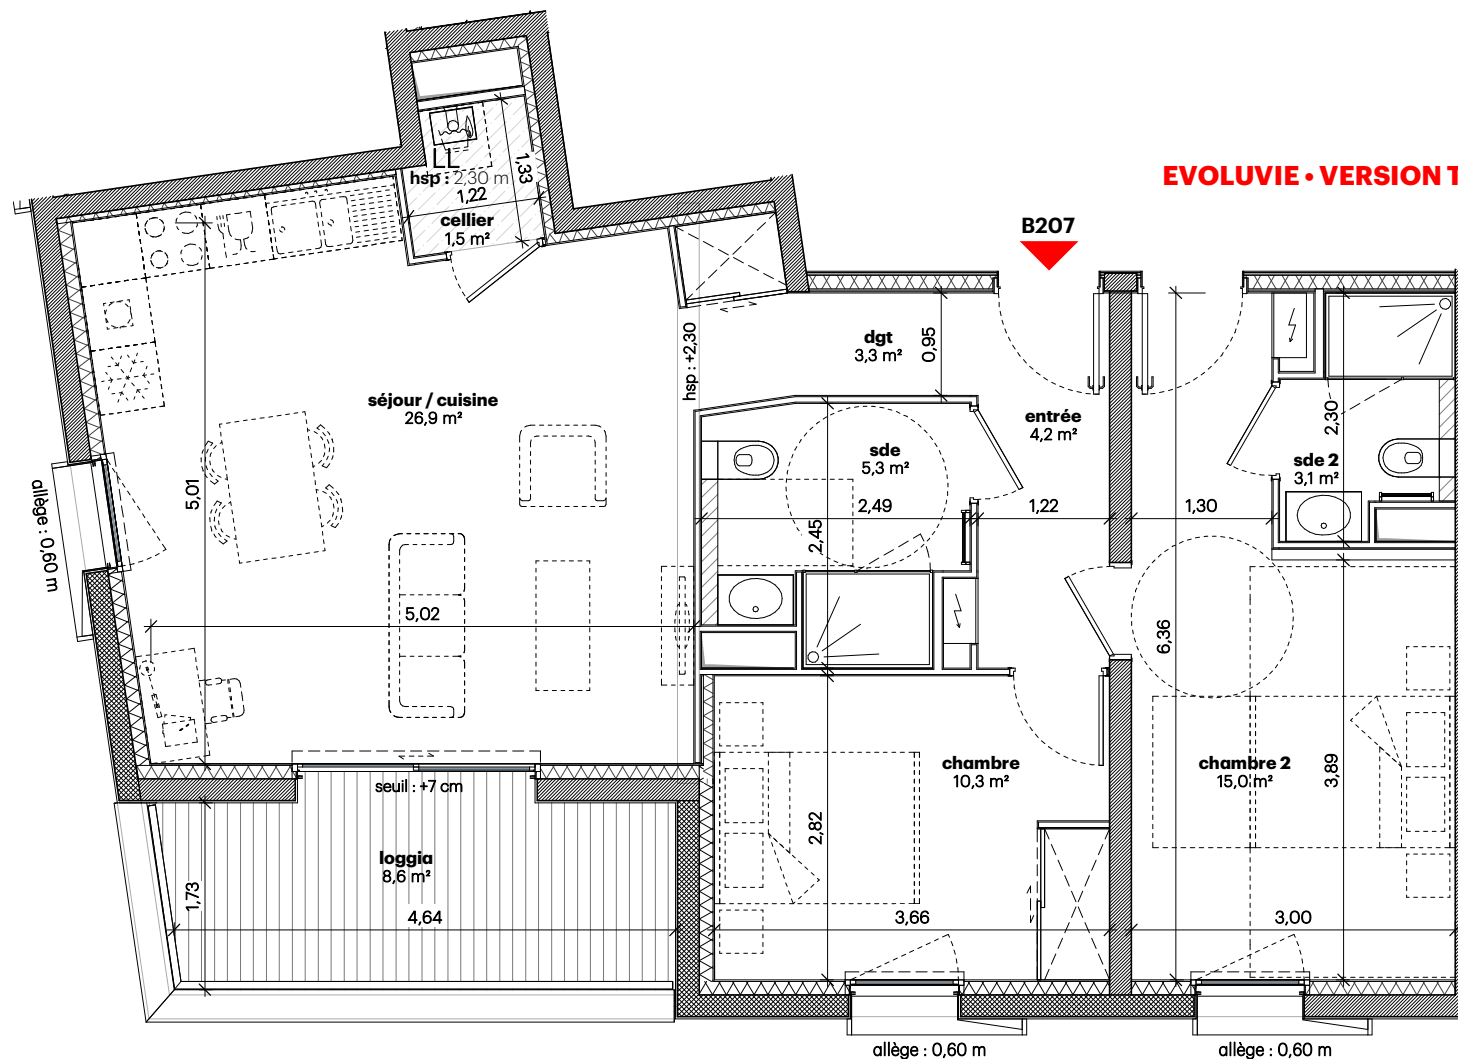 EVOLUVIE • VERSION T
B207
LL
hsp : 2,30 m
1,22
1,33
cellier
1,5 m²
hsp : +2,30
dgt
3,3 m²
0,95
séjour / cuisine
26,9 m²
entrée
4,2 m²
sde
5,3 m²
2,30
sde 2
3,1 m²
allège : 0,60 m
5,01
2,49
1,22
1,30
2,45
5,02
6,36
chambre
10,3 m²
chambre 2
15,0 m²
3,89
seuil : +7 cm
2,82
loggia
8,6 m²
1,73
4,64
3,66
3,00
allège : 0,60 m
allège : 0,60 m